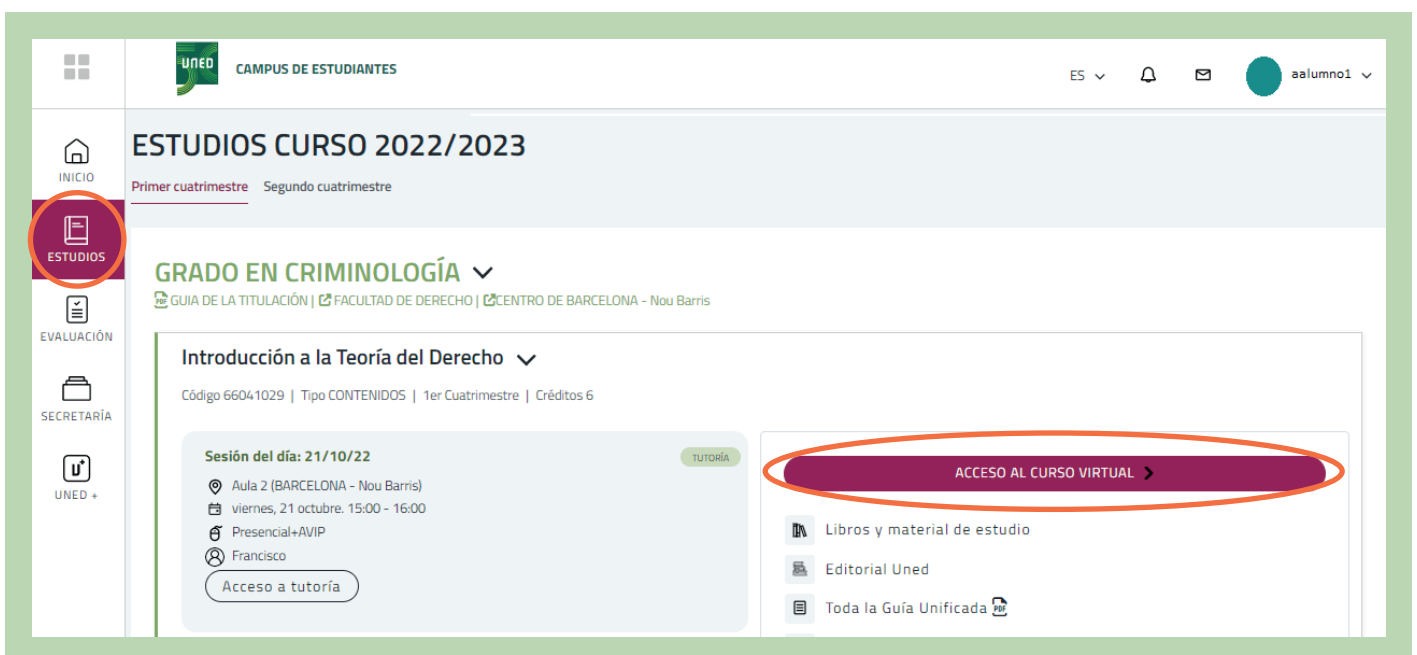 UNED
CAMPUS DE ESTUDIANTES
ES
aalumno1
INICIO
ESTUDIOS
EVALUACIÓN
SECRETARÍA
UNED +
ESTUDIOS CURSO 2022/2023
Primer cuatrimestre Segundo cuatrimestre
GRADO EN CRIMINOLOGÍA
PDF GUIA DE LA TITULACIÓN | FACULTAD DE DERECHO | CENTRO DE BARCELONA - Nou Barris
Introducción a la Teoría del Derecho
Código 66041029 | Tipo CONTENIDOS | 1er Cuatrimestre | Créditos 6
Sesión del día: 21/10/22
TUTORÍA
Aula 2 (BARCELONA - Nou Barris)
viernes, 21 octubre. 15:00 - 16:00
Presencial+AVIP
Francisco
Acceso a tutoría
ACCESO AL CURSO VIRTUAL
Libros y material de estudio
Editorial Uned
Toda la Guía Unificada PDF